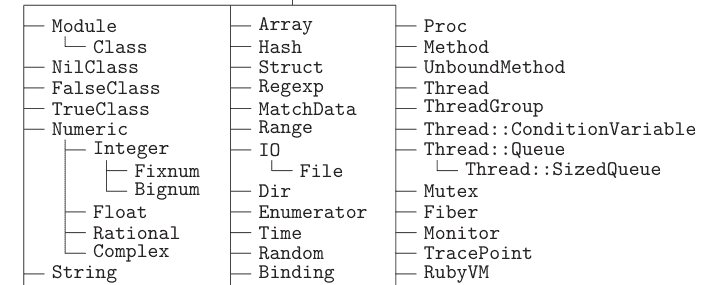 Module
Class
NilClass
FalseClass
TrueClass
Numeric
Integer
Fixnum
Bignum
Float
Rational
Complex
String
Array
Hash
Struct
Regexp
MatchData
Range
IO
File
Dir
Enumerator
Time
Random
Binding
Proc
Method
UnboundMethod
Thread
ThreadGroup
Thread::ConditionVariable
Thread::Queue
Thread::SizedQueue
Mutex
Fiber
Monitor
TracePoint
RubyVM